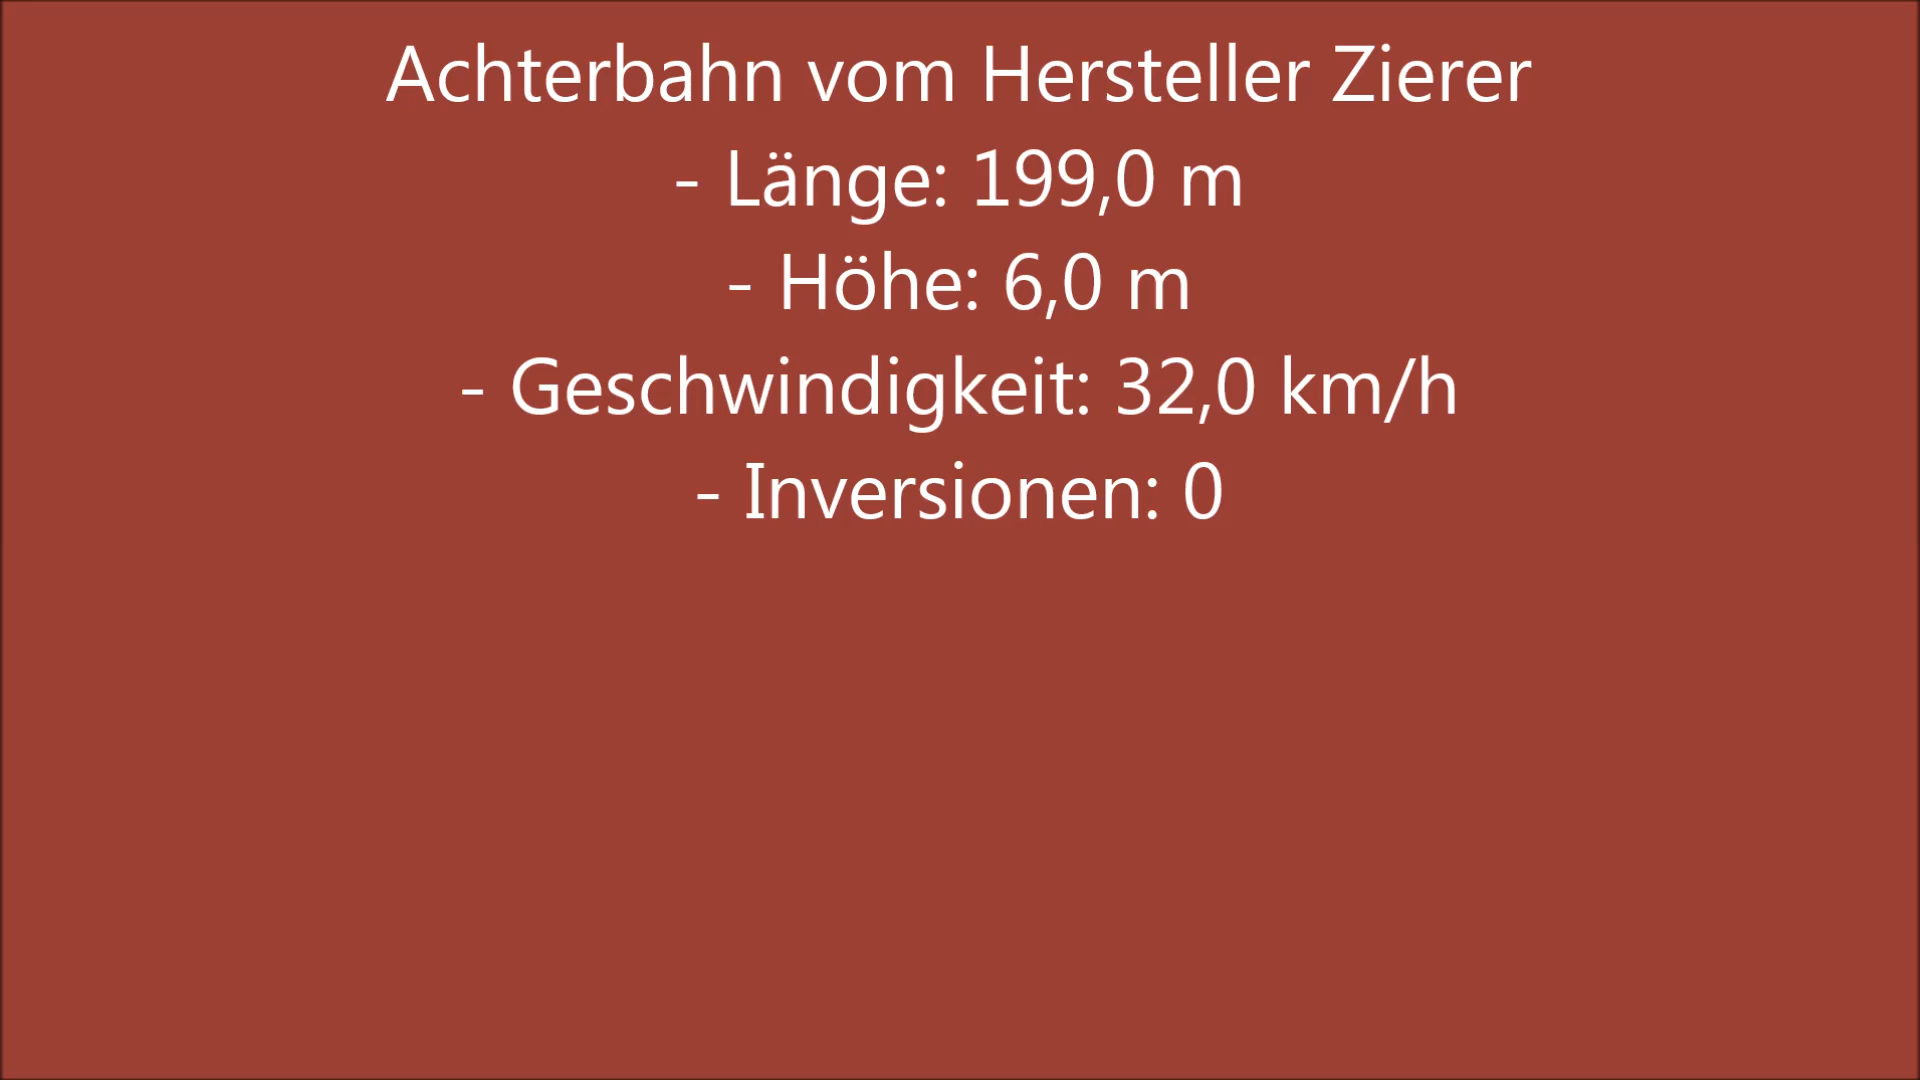 Achterbahn vom Hersteller Zierer
- Länge: 199,0 m
- Höhe: 6,0 m
- Geschwindigkeit: 32,0 km/h
- Inversionen: 0